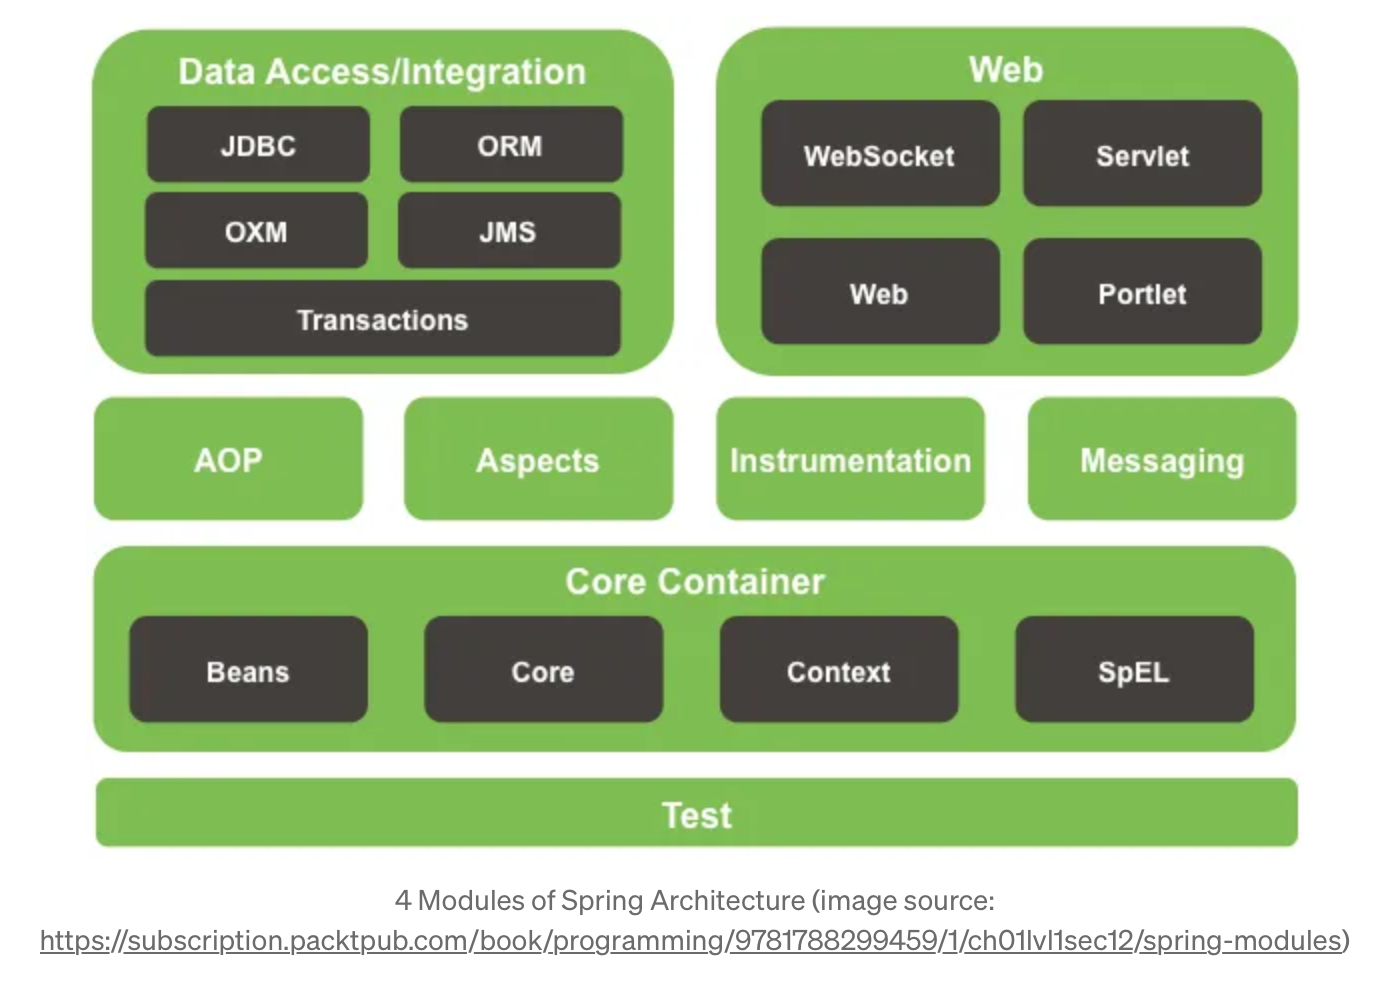 Data Access/Integration
JDBC
ORM
OXM
JMS
Transactions
Web
WebSocket
Servlet
Web
Portlet
AOP
Aspects
Instrumentation
Messaging
Core Container
Beans
Core
Context
SpEL
Test
4 Modules of Spring Architecture (image source:
https://subscription.packtpub.com/book/programming/9781788299459/1/ch01lvl1sec12/spring-modules)